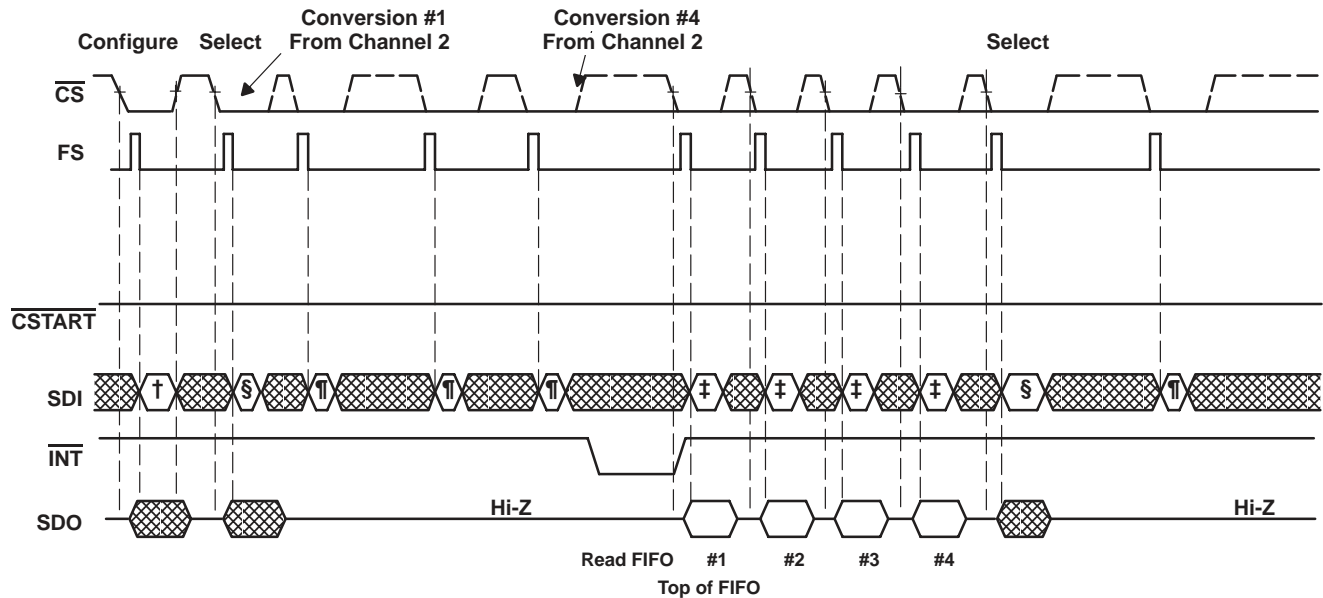 Conversion #1
From Channel 2
Conversion #4
From Channel 2
Configure
Select
Select
CS
FS
CSTART
SDI
†
§
¶
¶
¶
‡
‡
‡
‡
§
¶
INT
SDO
Hi-Z
Hi-Z
Read FIFO
#1
#2
#3
#4
Top of FIFO